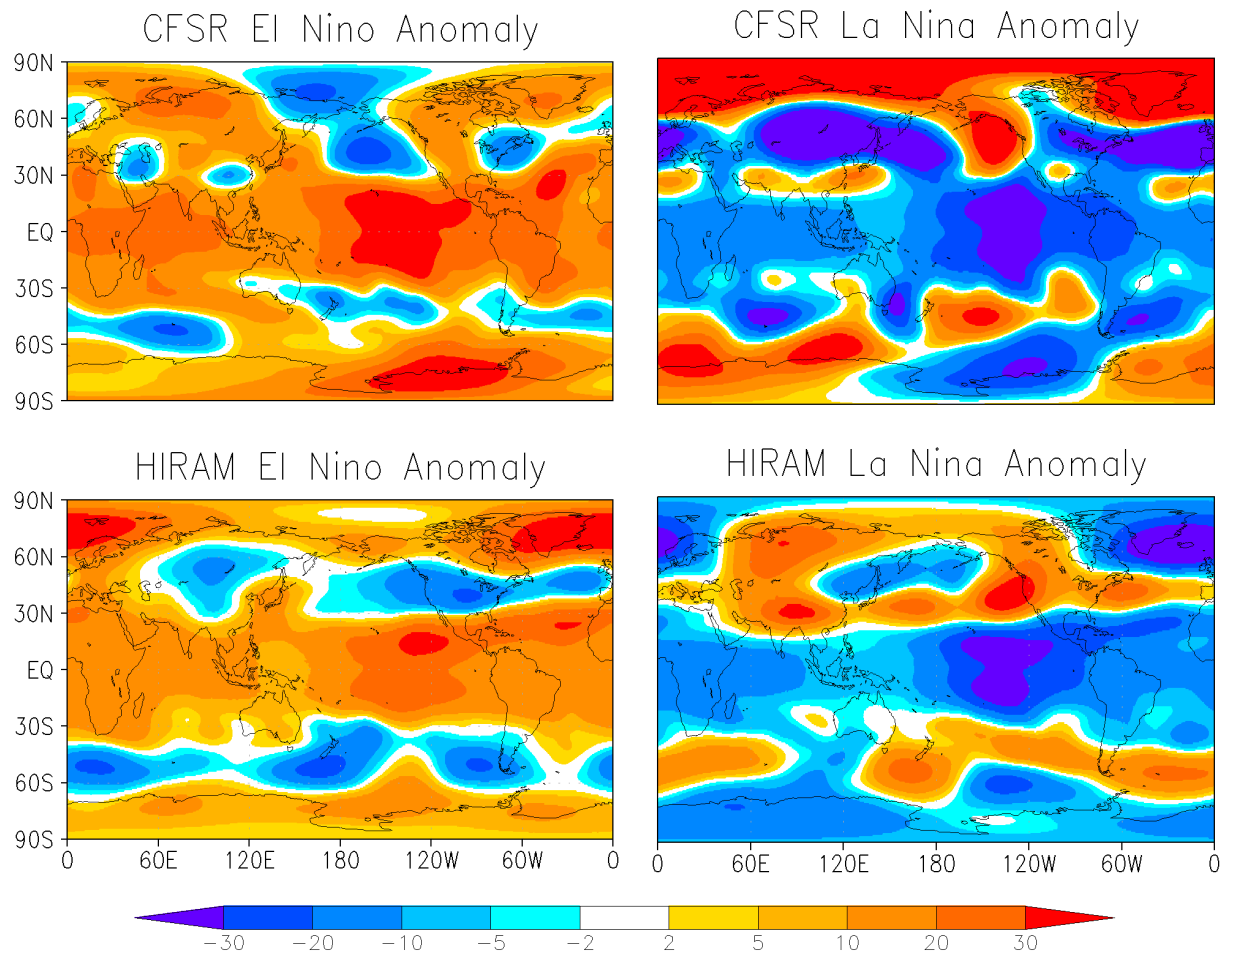 CFSR El Nino Anomaly
CFSR La Nina Anomaly
90N
60N
30N
EQ
30S
60S
90S
HIRAM El Nino Anomaly
HIRAM La Nina Anomaly
90N
60N
30N
EQ
30S
60S
90S
0 60E 120E 180 120W 60W 0
0 60E 120E 180 120W 60W 0
-30 -20 -10 -5 -2 2 5 10 20 30